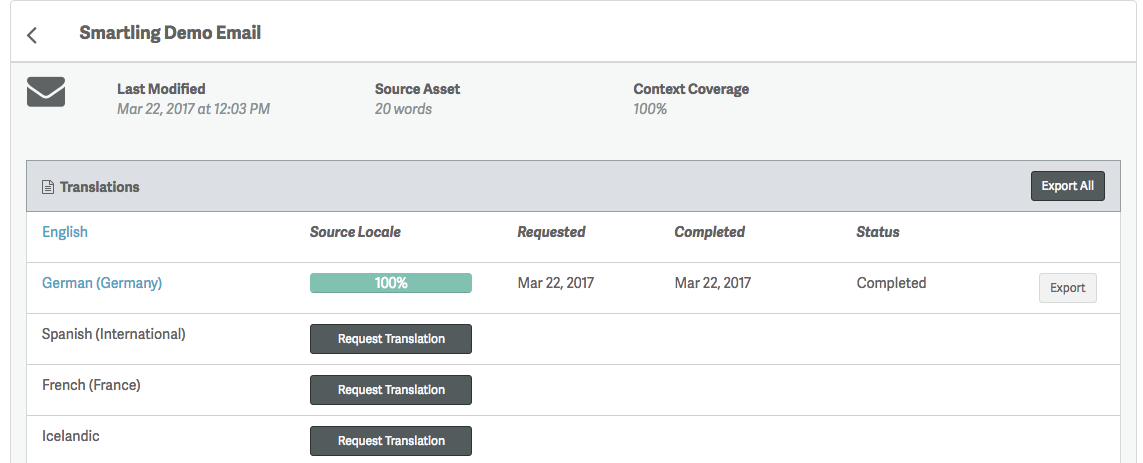 Smartling Demo Email
Last Modified Source Asset Context Coverage
Mar 22, 2017 at 12:03 PM 20 words 100%
Translations Export All
English Source Locale Requested Completed Status
German (Germany) 100% Mar 22, 2017 Mar 22, 2017 Completed Export
Spanish (International) Request Translation
French (France) Request Translation
Icelandic Request Translation